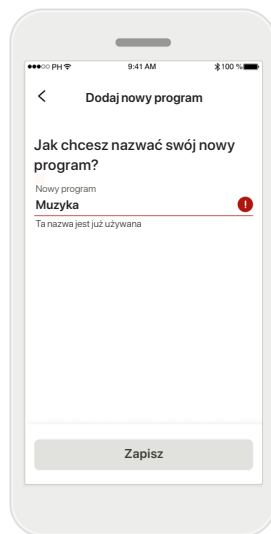 PH 9:41 AM 100 %
Dodaj nowy program
Jak chcesz nazwać swój nowy
program?
Nowy program
Muzyka
Ta nazwa jest już używana
Zapisz